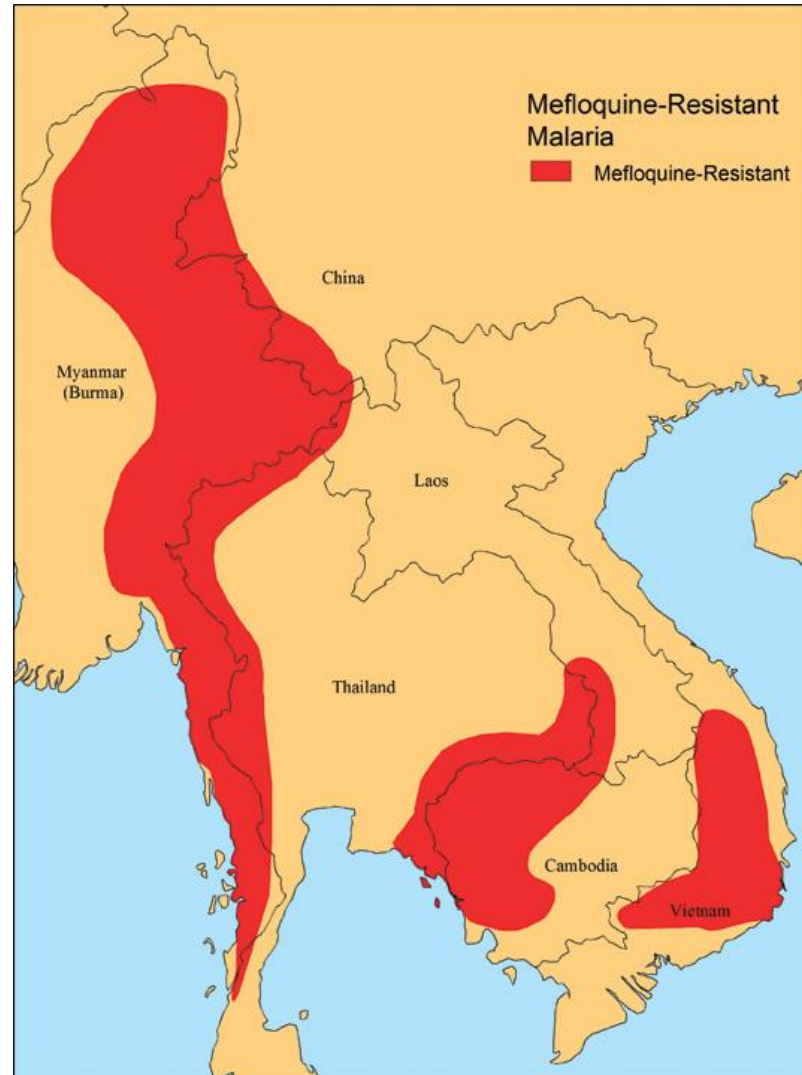 Mefloquine-Resistant
Malaria
Mefloquine-Resistant
China
Myanmar
(Burma)
Laos
Thailand
Cambodia
Vietnam